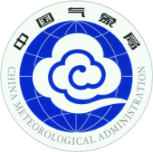 中国气象局
CHINA METEOROLOGICAL ADMINISTRATION